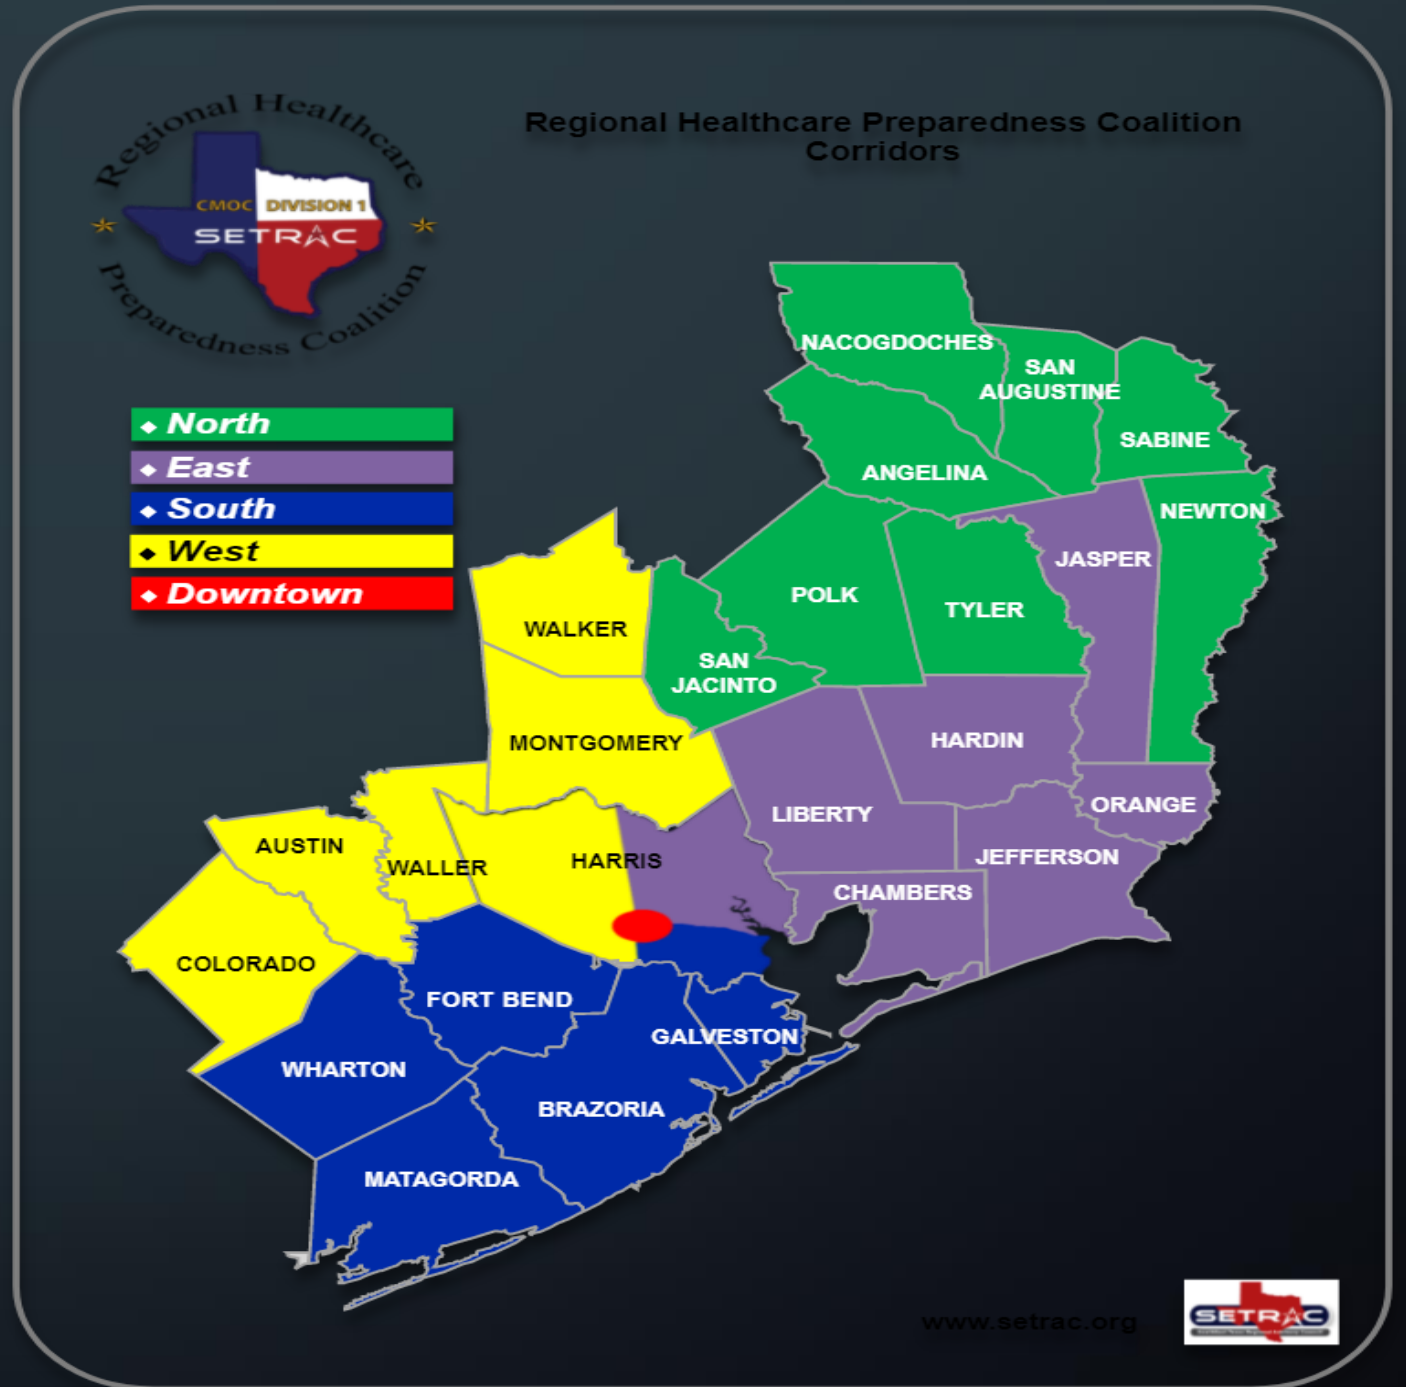 Regional Healthcare
CMOC DIVISION 1
SETRAC
Preparedness Coalition
Regional Healthcare Preparedness Coalition
Corridors
North
East
South
West
Downtown
NACOGDOCHES
SAN
AUGUSTINE
SABINE
ANGELINA
NEWTON
JASPER
POLK
TYLER
WALKER
SAN
JACINTO
MONTGOMERY
HARDIN
LIBERTY
ORANGE
AUSTIN
WALLER
HARRIS
JEFFERSON
CHAMBERS
COLORADO
FORT BEND
GALVESTON
WHARTON
BRAZORIA
MATAGORDA
www.setrac.org
SETRAC